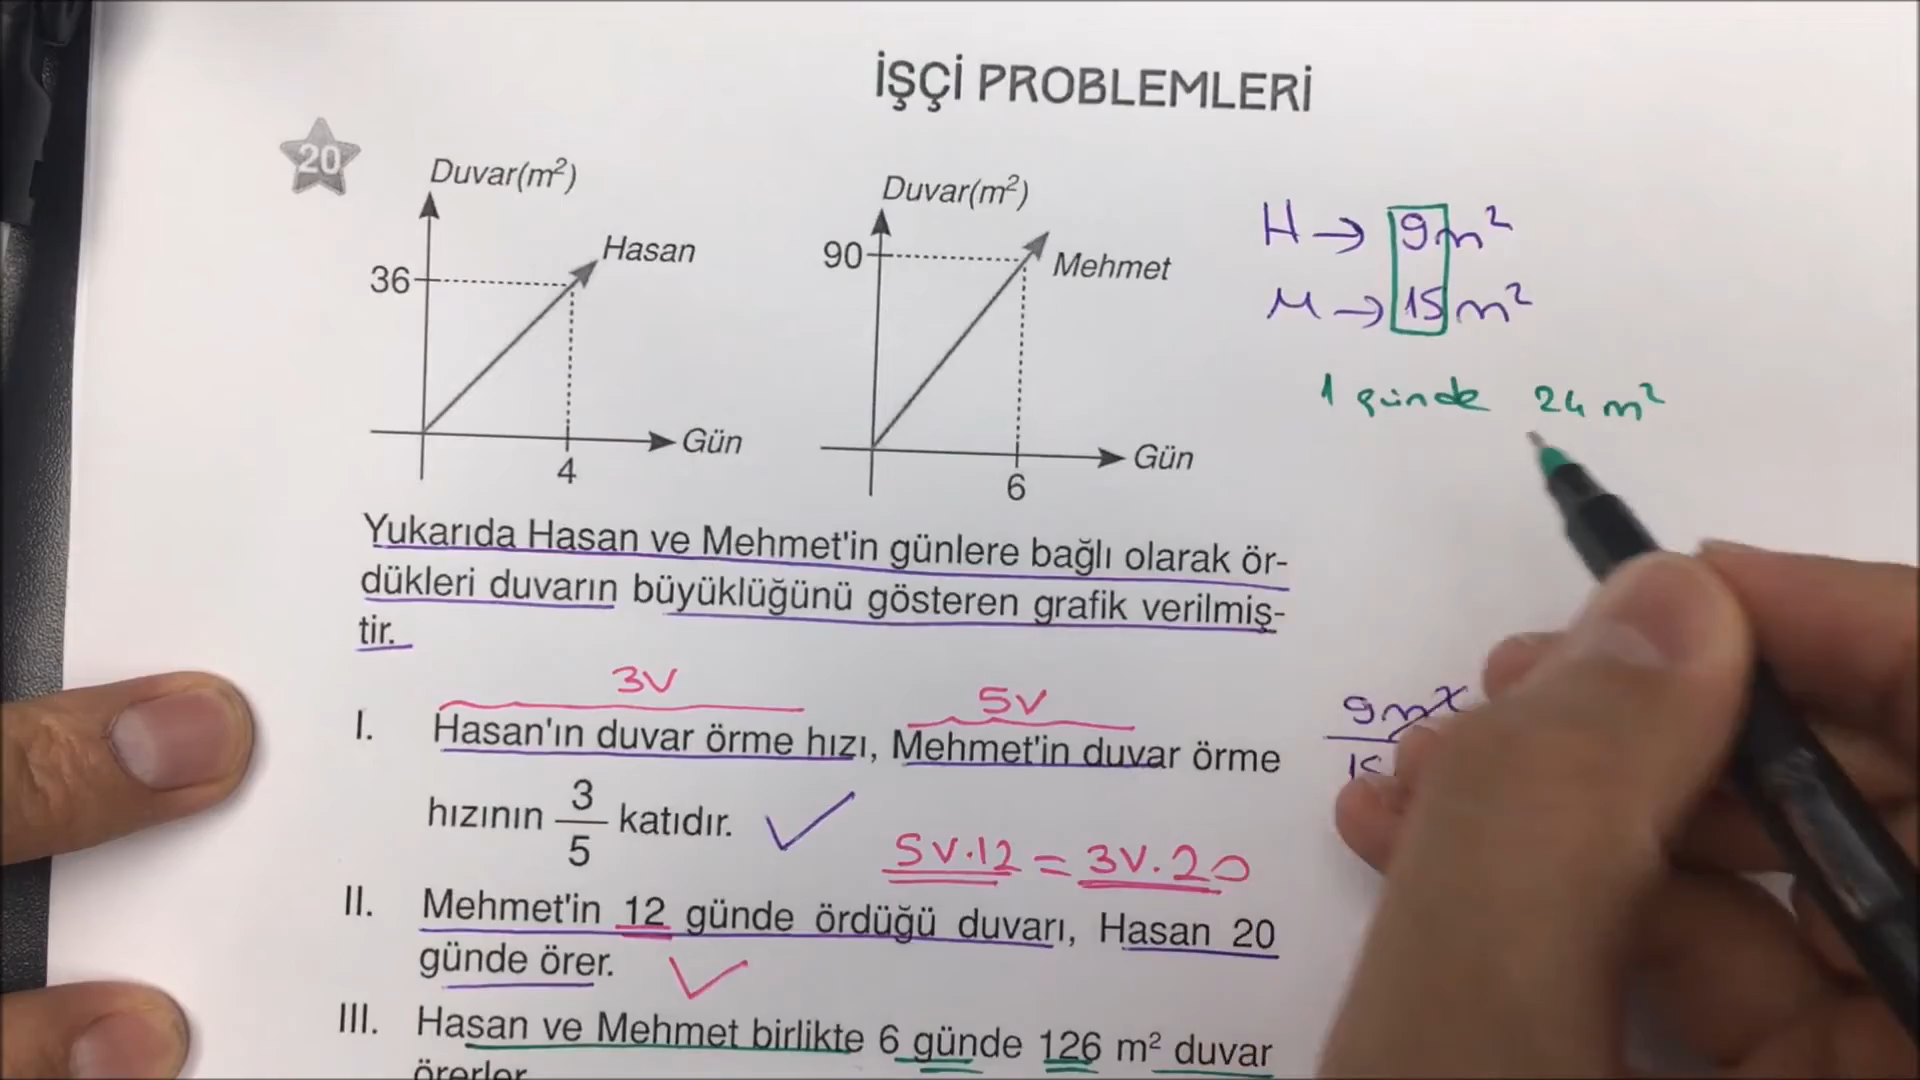 İŞÇİ PROBLEMLERİ
20
Duvar(m²)
Hasan
36
4
Gün
Duvar(m²)
90
Mehmet
6
Gün
H → 9m²
M → 15m²
1 günde 24 m²
Yukarıda Hasan ve Mehmet'in günlere bağlı olarak ör-
dükleri duvarın büyüklüğünü gösteren grafik verilmiş-
tir.
3V 5V
I. Hasan'ın duvar örme hızı, Mehmet'in duvar örme
hızının 3/5 katıdır.
9m²
5V.12 = 3V.20
II. Mehmet'in 12 günde ördüğü duvarı, Hasan 20
günde örer.
III. Hasan ve Mehmet birlikte 6 günde 126 m² duvar
örerler